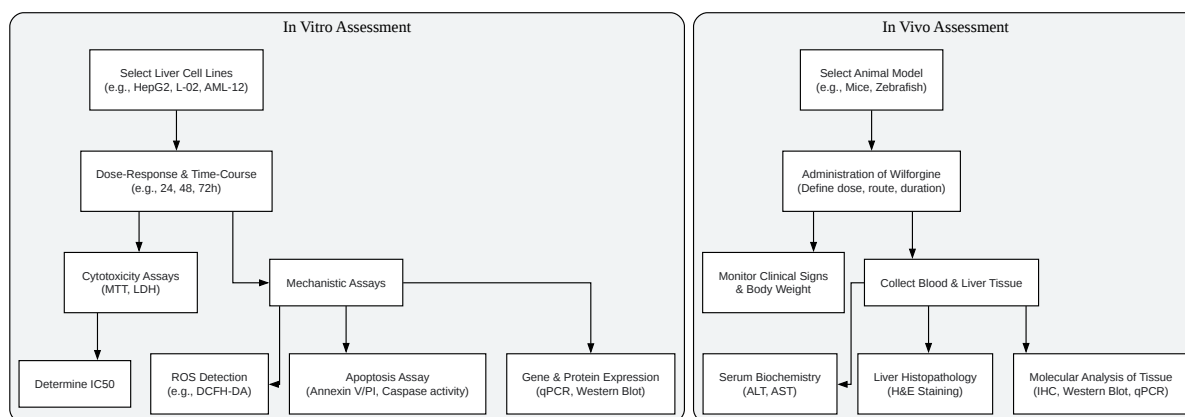 In Vitro Assessment
Select Liver Cell Lines
(e.g., HepG2, L-02, AML-12)
Dose-Response & Time-Course
(e.g., 24, 48, 72h)
Cytotoxicity Assays
(MTT, LDH)
Mechanistic Assays
Determine IC50
ROS Detection
(e.g., DCFH-DA)
Apoptosis Assay
(Annexin V/PI, Caspase activity)
Gene & Protein Expression
(qPCR, Western Blot)
In Vivo Assessment
Select Animal Model
(e.g., Mice, Zebrafish)
Administration of Wilforgine
(Define dose, route, duration)
Monitor Clinical Signs
& Body Weight
Collect Blood & Liver Tissue
Serum Biochemistry
(ALT, AST)
Liver Histopathology
(H&E Staining)
Molecular Analysis of Tissue
(IHC, Western Blot, qPCR)